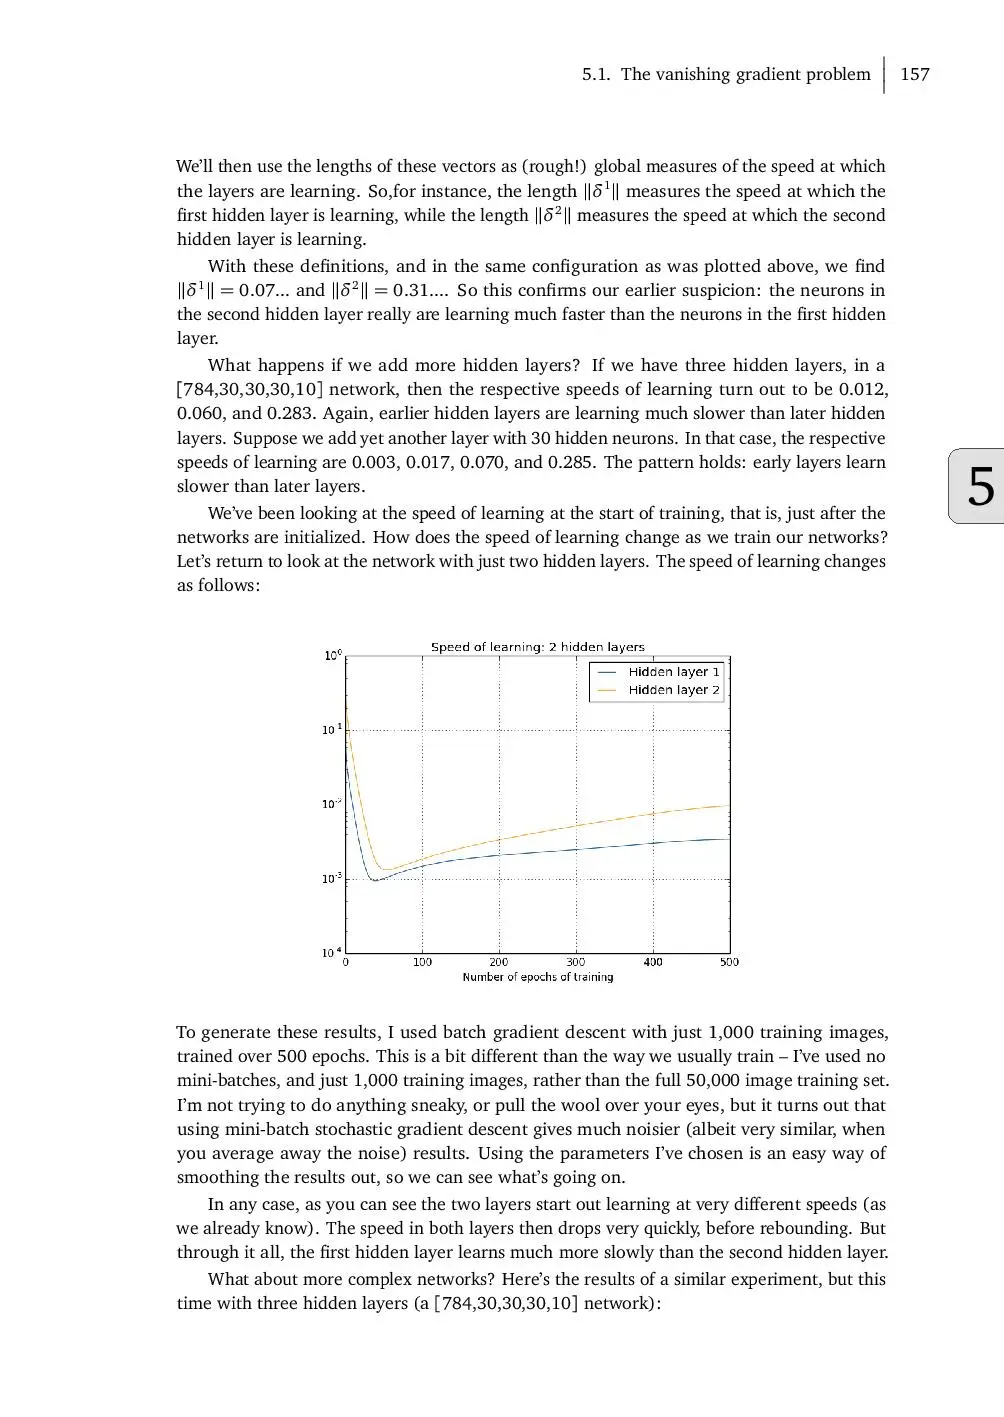 5.1. The vanishing gradient problem 157
We'll then use the lengths of these vectors as (rough!) global measures of the speed at which
the layers are learning. So,for instance, the length ‖δ¹‖ measures the speed at which the
first hidden layer is learning, while the length ‖δ²‖ measures the speed at which the second
hidden layer is learning.
With these definitions, and in the same configuration as was plotted above, we find
‖δ¹‖ = 0.07... and ‖δ²‖ = 0.31.... So this confirms our earlier suspicion: the neurons in
the second hidden layer really are learning much faster than the neurons in the first hidden
layer.
What happens if we add more hidden layers? If we have three hidden layers, in a
[784,30,30,30,10] network, then the respective speeds of learning turn out to be 0.012,
0.060, and 0.283. Again, earlier hidden layers are learning much slower than later hidden
layers. Suppose we add yet another layer with 30 hidden neurons. In that case, the respective
speeds of learning are 0.003, 0.017, 0.070, and 0.285. The pattern holds: early layers learn
slower than later layers.
5
We've been looking at the speed of learning at the start of training, that is, just after the
networks are initialized. How does the speed of learning change as we train our networks?
Let's return to look at the network with just two hidden layers. The speed of learning changes
as follows:
Speed of learning: 2 hidden layers
10⁰
Hidden layer 1
Hidden layer 2
10⁻¹
10⁻²
10⁻³
10⁻⁴
0 100 200 300 400 500
Number of epochs of training
To generate these results, I used batch gradient descent with just 1,000 training images,
trained over 500 epochs. This is a bit different than the way we usually train – I've used no
mini-batches, and just 1,000 training images, rather than the full 50,000 image training set.
I'm not trying to do anything sneaky, or pull the wool over your eyes, but it turns out that
using mini-batch stochastic gradient descent gives much noisier (albeit very similar, when
you average away the noise) results. Using the parameters I've chosen is an easy way of
smoothing the results out, so we can see what's going on.
In any case, as you can see the two layers start out learning at very different speeds (as
we already know). The speed in both layers then drops very quickly, before rebounding. But
through it all, the first hidden layer learns much more slowly than the second hidden layer.
What about more complex networks? Here's the results of a similar experiment, but this
time with three hidden layers (a [784,30,30,30,10] network):